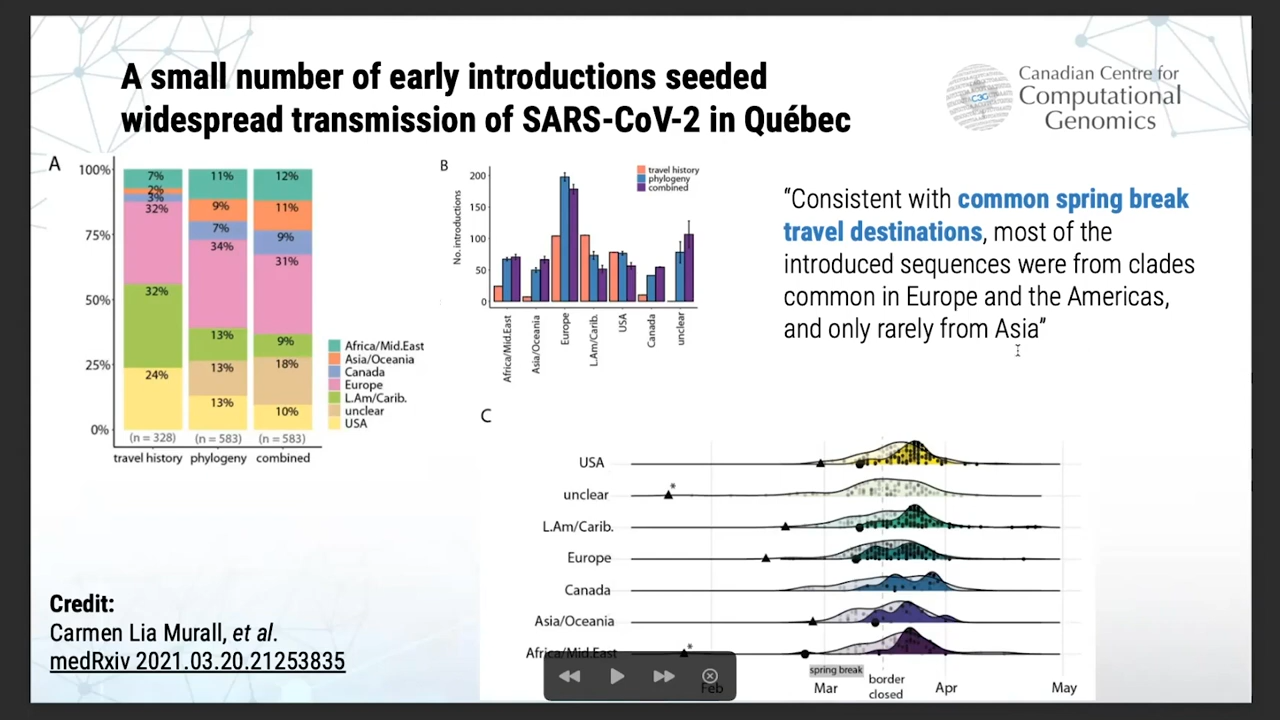 A small number of early introductions seeded
widespread transmission of SARS-CoV-2 in Québec
C3G
Canadian Centre for
Computational
Genomics
A
100%
75%
50%
25%
0%
7%
2%
3%
32%
32%
24%
11%
9%
7%
34%
13%
13%
13%
12%
11%
9%
31%
9%
18%
10%
(n = 328)
(n = 583)
(n = 583)
travel history
phylogeny
combined
Africa/Mid.East
Asia/Oceania
Canada
Europe
L.Am/Carib.
unclear
USA
B
No. introductions
200
150
100
50
0
travel history
phylogeny
combined
Africa/Mid.East
Asia/Oceania
Europe
L.Am/Carib.
USA
Canada
unclear
“Consistent with common spring break
travel destinations, most of the
introduced sequences were from clades
common in Europe and the Americas,
and only rarely from Asia”
C
USA
unclear
*
L.Am/Carib.
Europe
Canada
Asia/Oceania
Africa/Mid.East
*
spring break
border
closed
Feb
Mar
Apr
May
Credit:
Carmen Lia Murall, et al.
medRxiv 2021.03.20.21253835